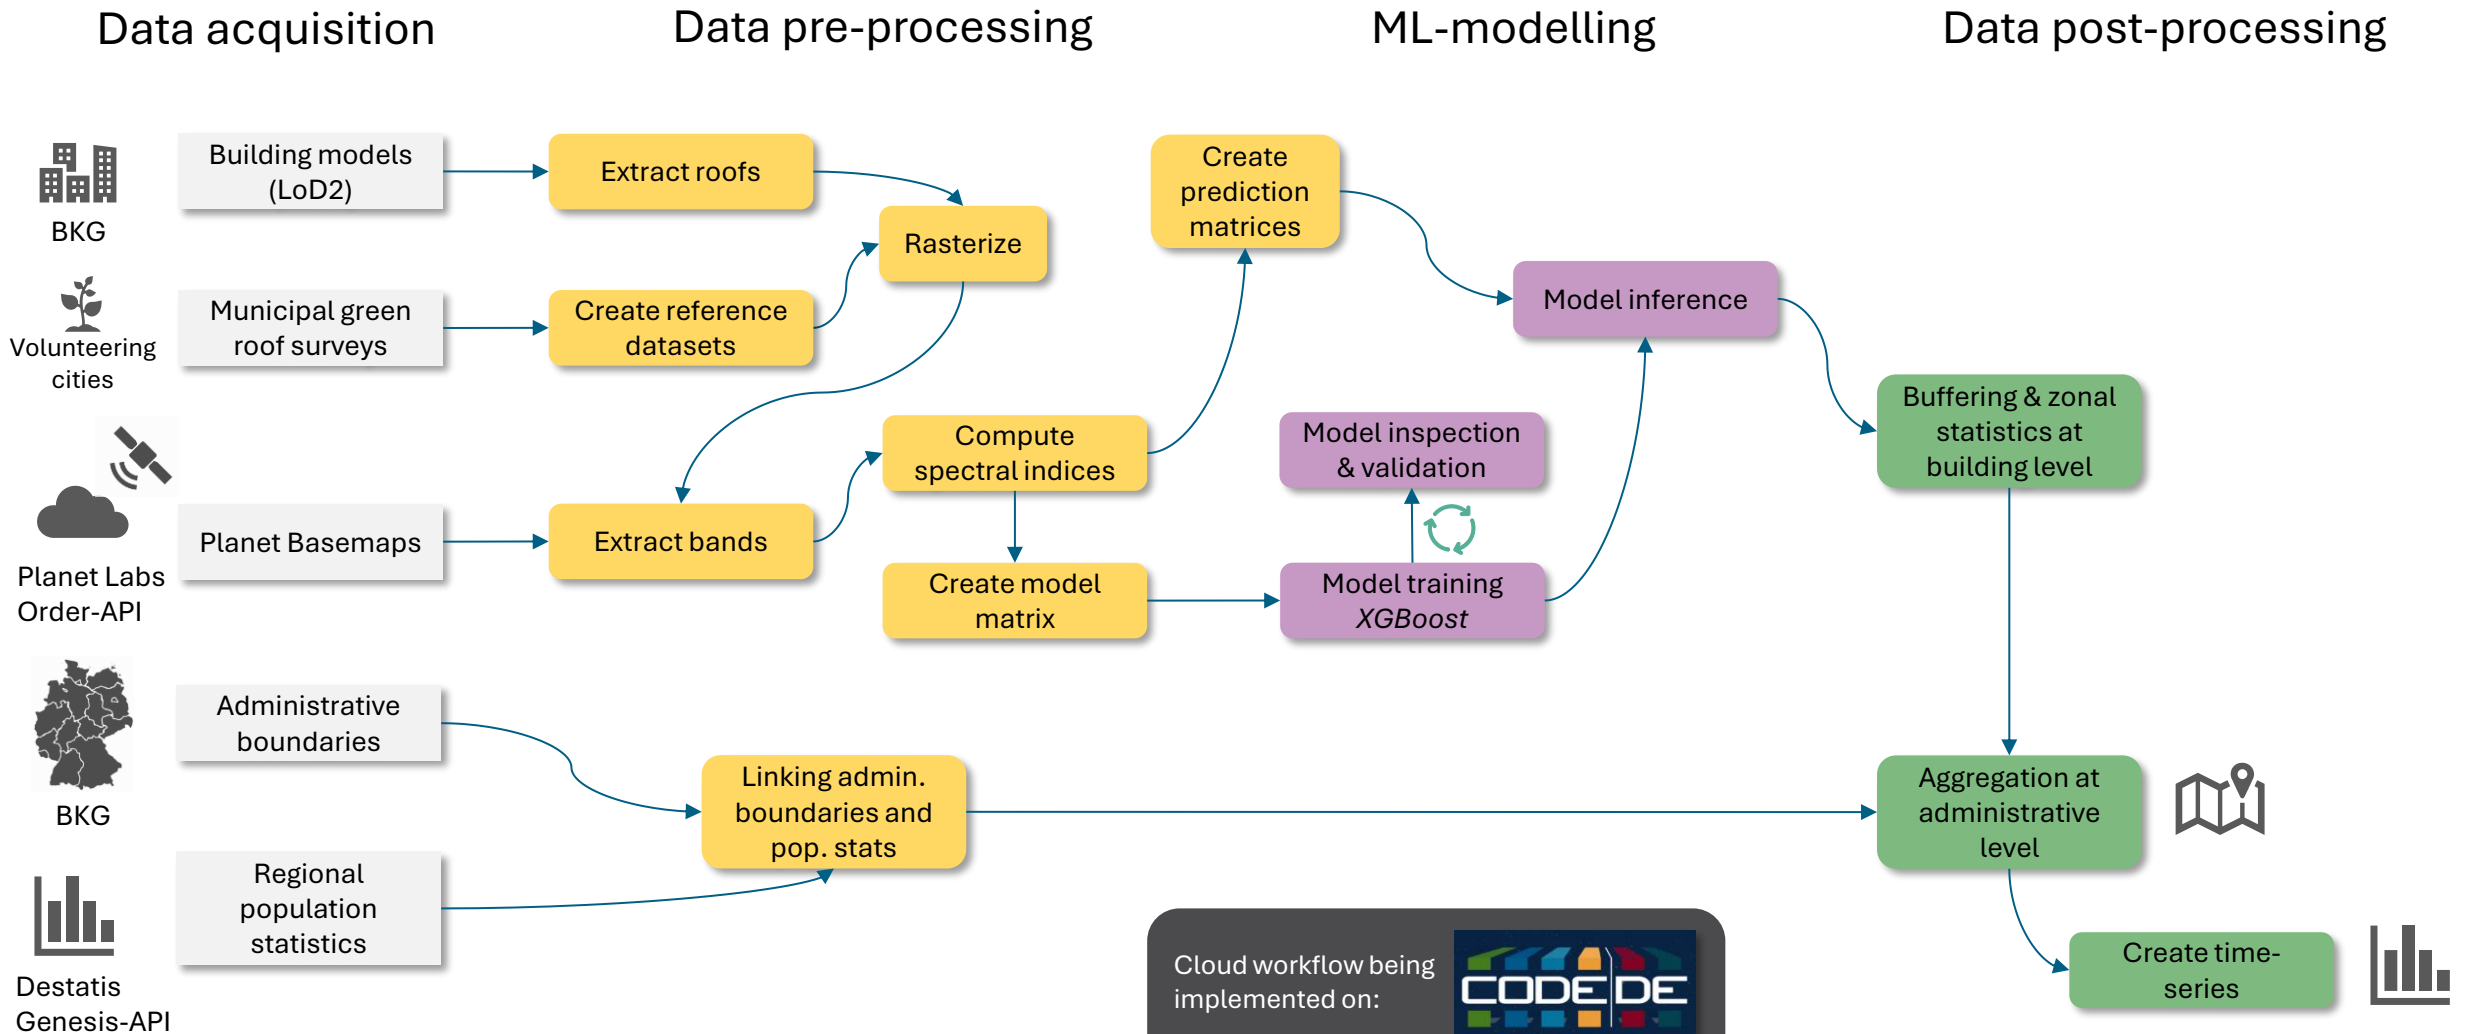 Data acquisition
Data pre-processing
ML-modelling
Data post-processing
Building models
(LoD2)
BKG
Extract roofs
Rasterize
Create
prediction
matrices
Municipal green
roof surveys
Volunteering
cities
Create reference
datasets
Model inference
Planet Basemaps
Planet Labs
Order-API
Extract bands
Compute
spectral indices
Create model
matrix
Model inspection
& validation
Model training
XGBoost
Buffering & zonal
statistics at
building level
Administrative
boundaries
BKG
Linking admin.
boundaries and
pop. stats
Aggregation at
administrative
level
Regional
population
statistics
Destatis
Genesis-API
Cloud workflow being
implemented on:
CODE DE
Create time-
series